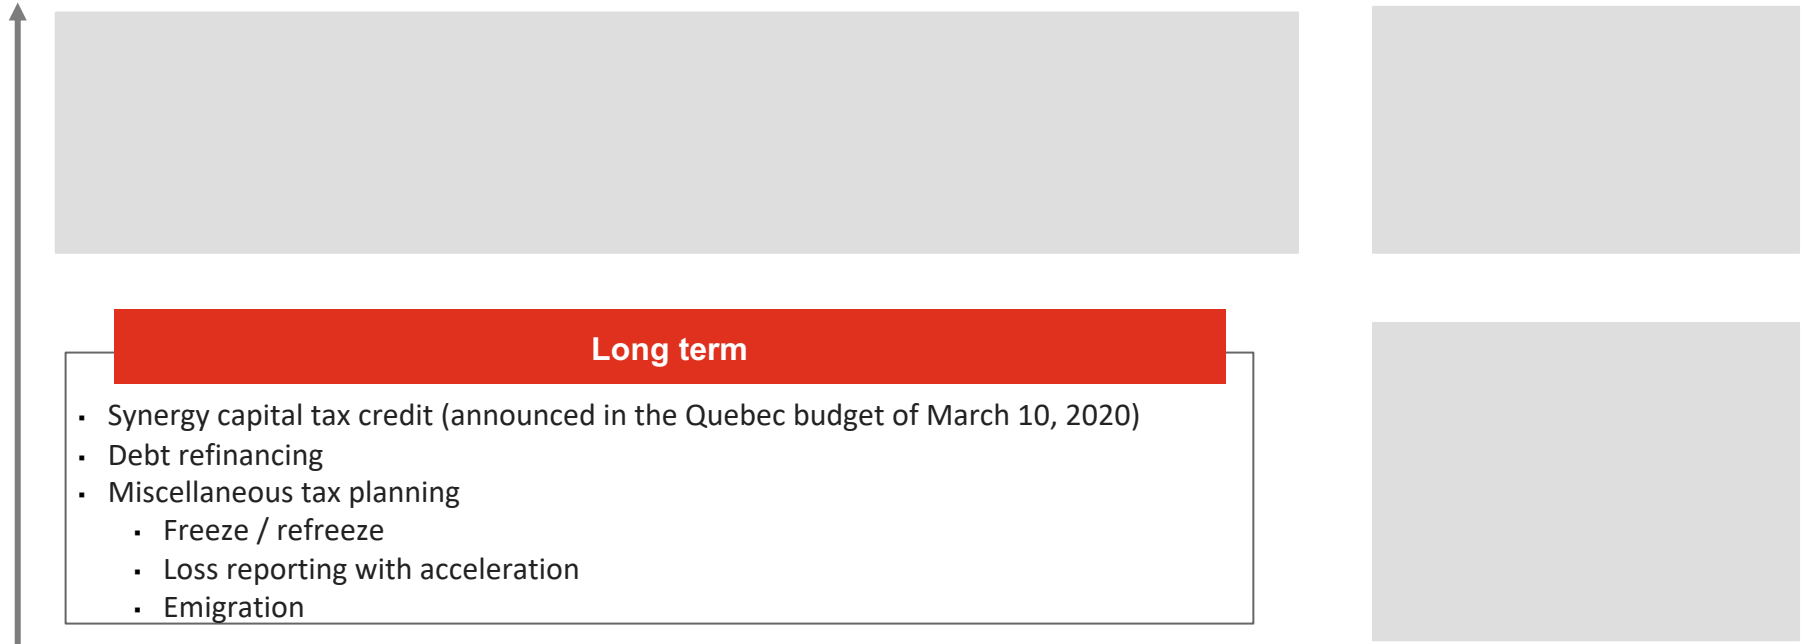 Long term
▪ Synergy capital tax credit (announced in the Quebec budget of March 10, 2020)
▪ Debt refinancing
▪ Miscellaneous tax planning
▪ Freeze / refreeze
▪ Loss reporting with acceleration
▪ Emigration